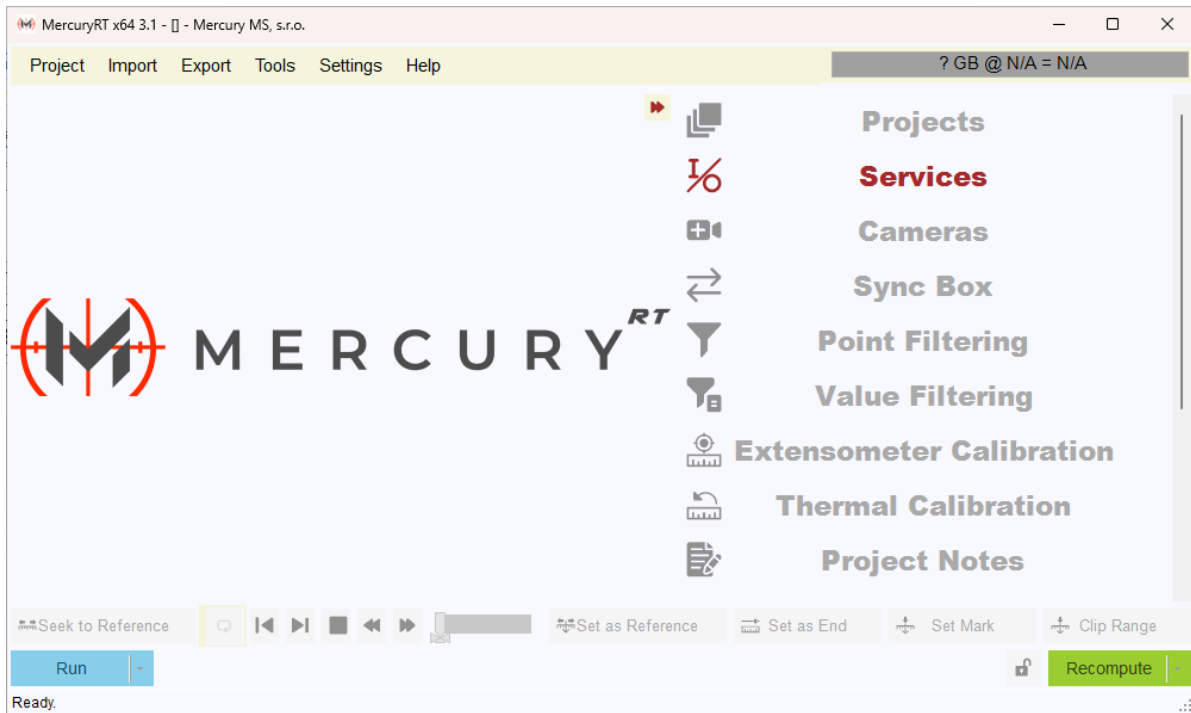 MercuryRT x64 3.1 - [] - Mercury MS, s.r.o.
Project Import Export Tools Settings Help
? GB @ N/A = N/A
Projects
Services
Cameras
Sync Box
Point Filtering
Value Filtering
Extensometer Calibration
Thermal Calibration
Project Notes
MERCURY RT
Seek to Reference
Set as Reference
Set as End
Set Mark
Clip Range
Run
Recompute
Ready.